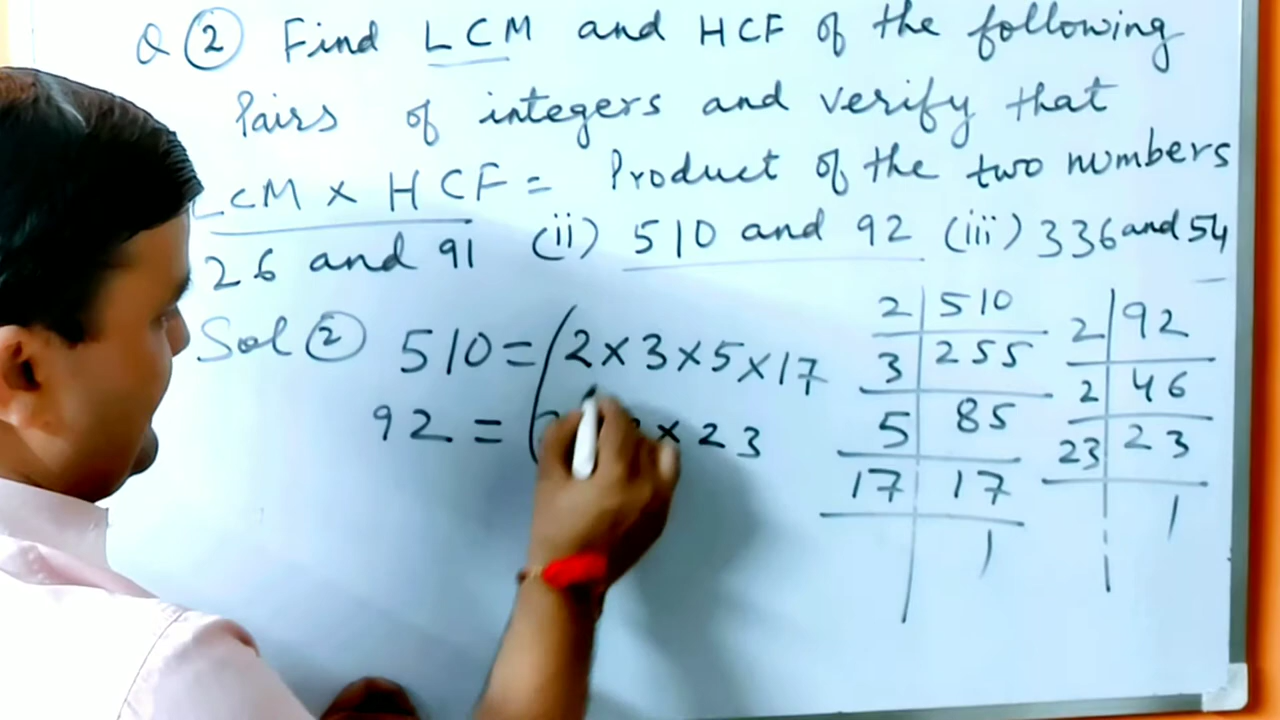 Q ② Find LCM and HCF of the following
Pairs of integers and verify that
LCM × HCF = Product of the two numbers
26 and 91 (ii) 510 and 92 (iii) 336 and 54
Sol ② 510 = (2 × 3 × 5 × 17
92 = ( × 23
2 | 510
3 | 255
5 | 85
17 | 17
1
2 | 92
2 | 46
23 | 23
1